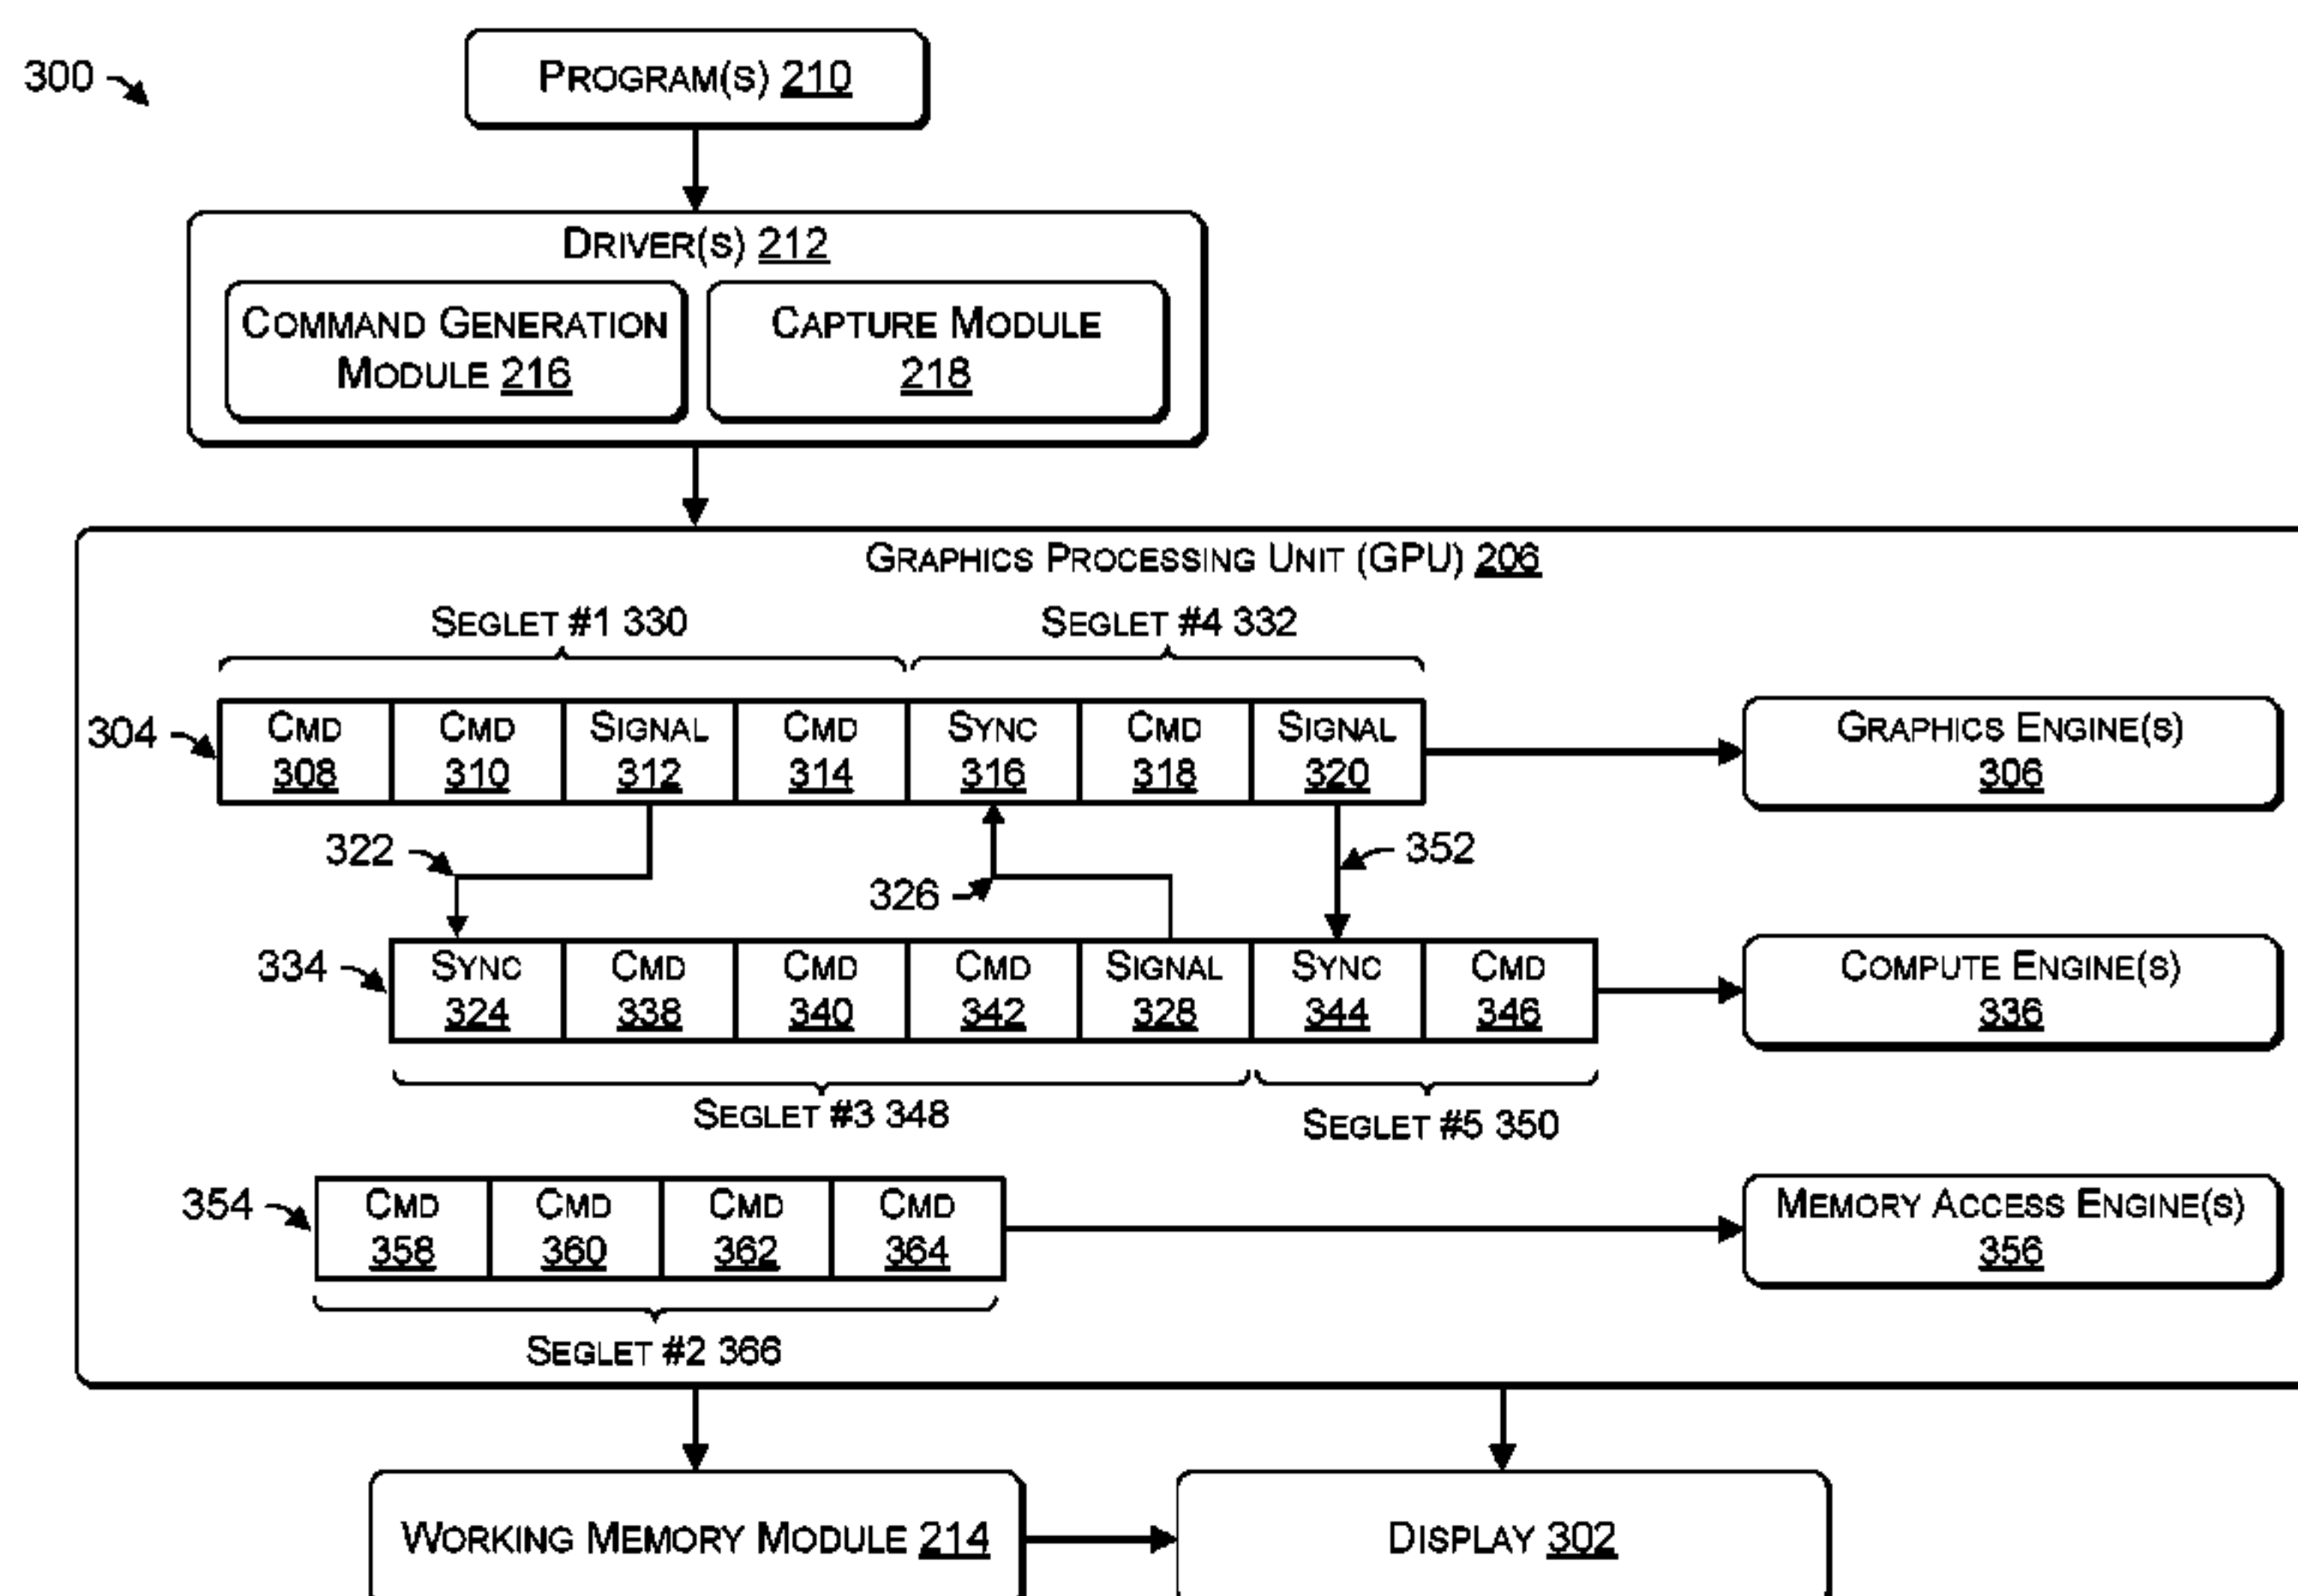 300
PROGRAM(S) 210
DRIVER(S) 212
COMMAND GENERATION
MODULE 216
CAPTURE MODULE
218
GRAPHICS PROCESSING UNIT (GPU) 206
SEGLET #1 330
SEGLET #4 332
304
CMD
308
CMD
310
SIGNAL
312
CMD
314
SYNC
316
CMD
318
SIGNAL
320
GRAPHICS ENGINE(S)
306
322
326
352
334
SYNC
324
CMD
338
CMD
340
CMD
342
SIGNAL
328
SYNC
344
CMD
346
COMPUTE ENGINE(S)
336
SEGLET #3 348
SEGLET #5 350
354
CMD
358
CMD
360
CMD
362
CMD
364
MEMORY ACCESS ENGINE(S)
356
SEGLET #2 366
WORKING MEMORY MODULE 214
DISPLAY 302